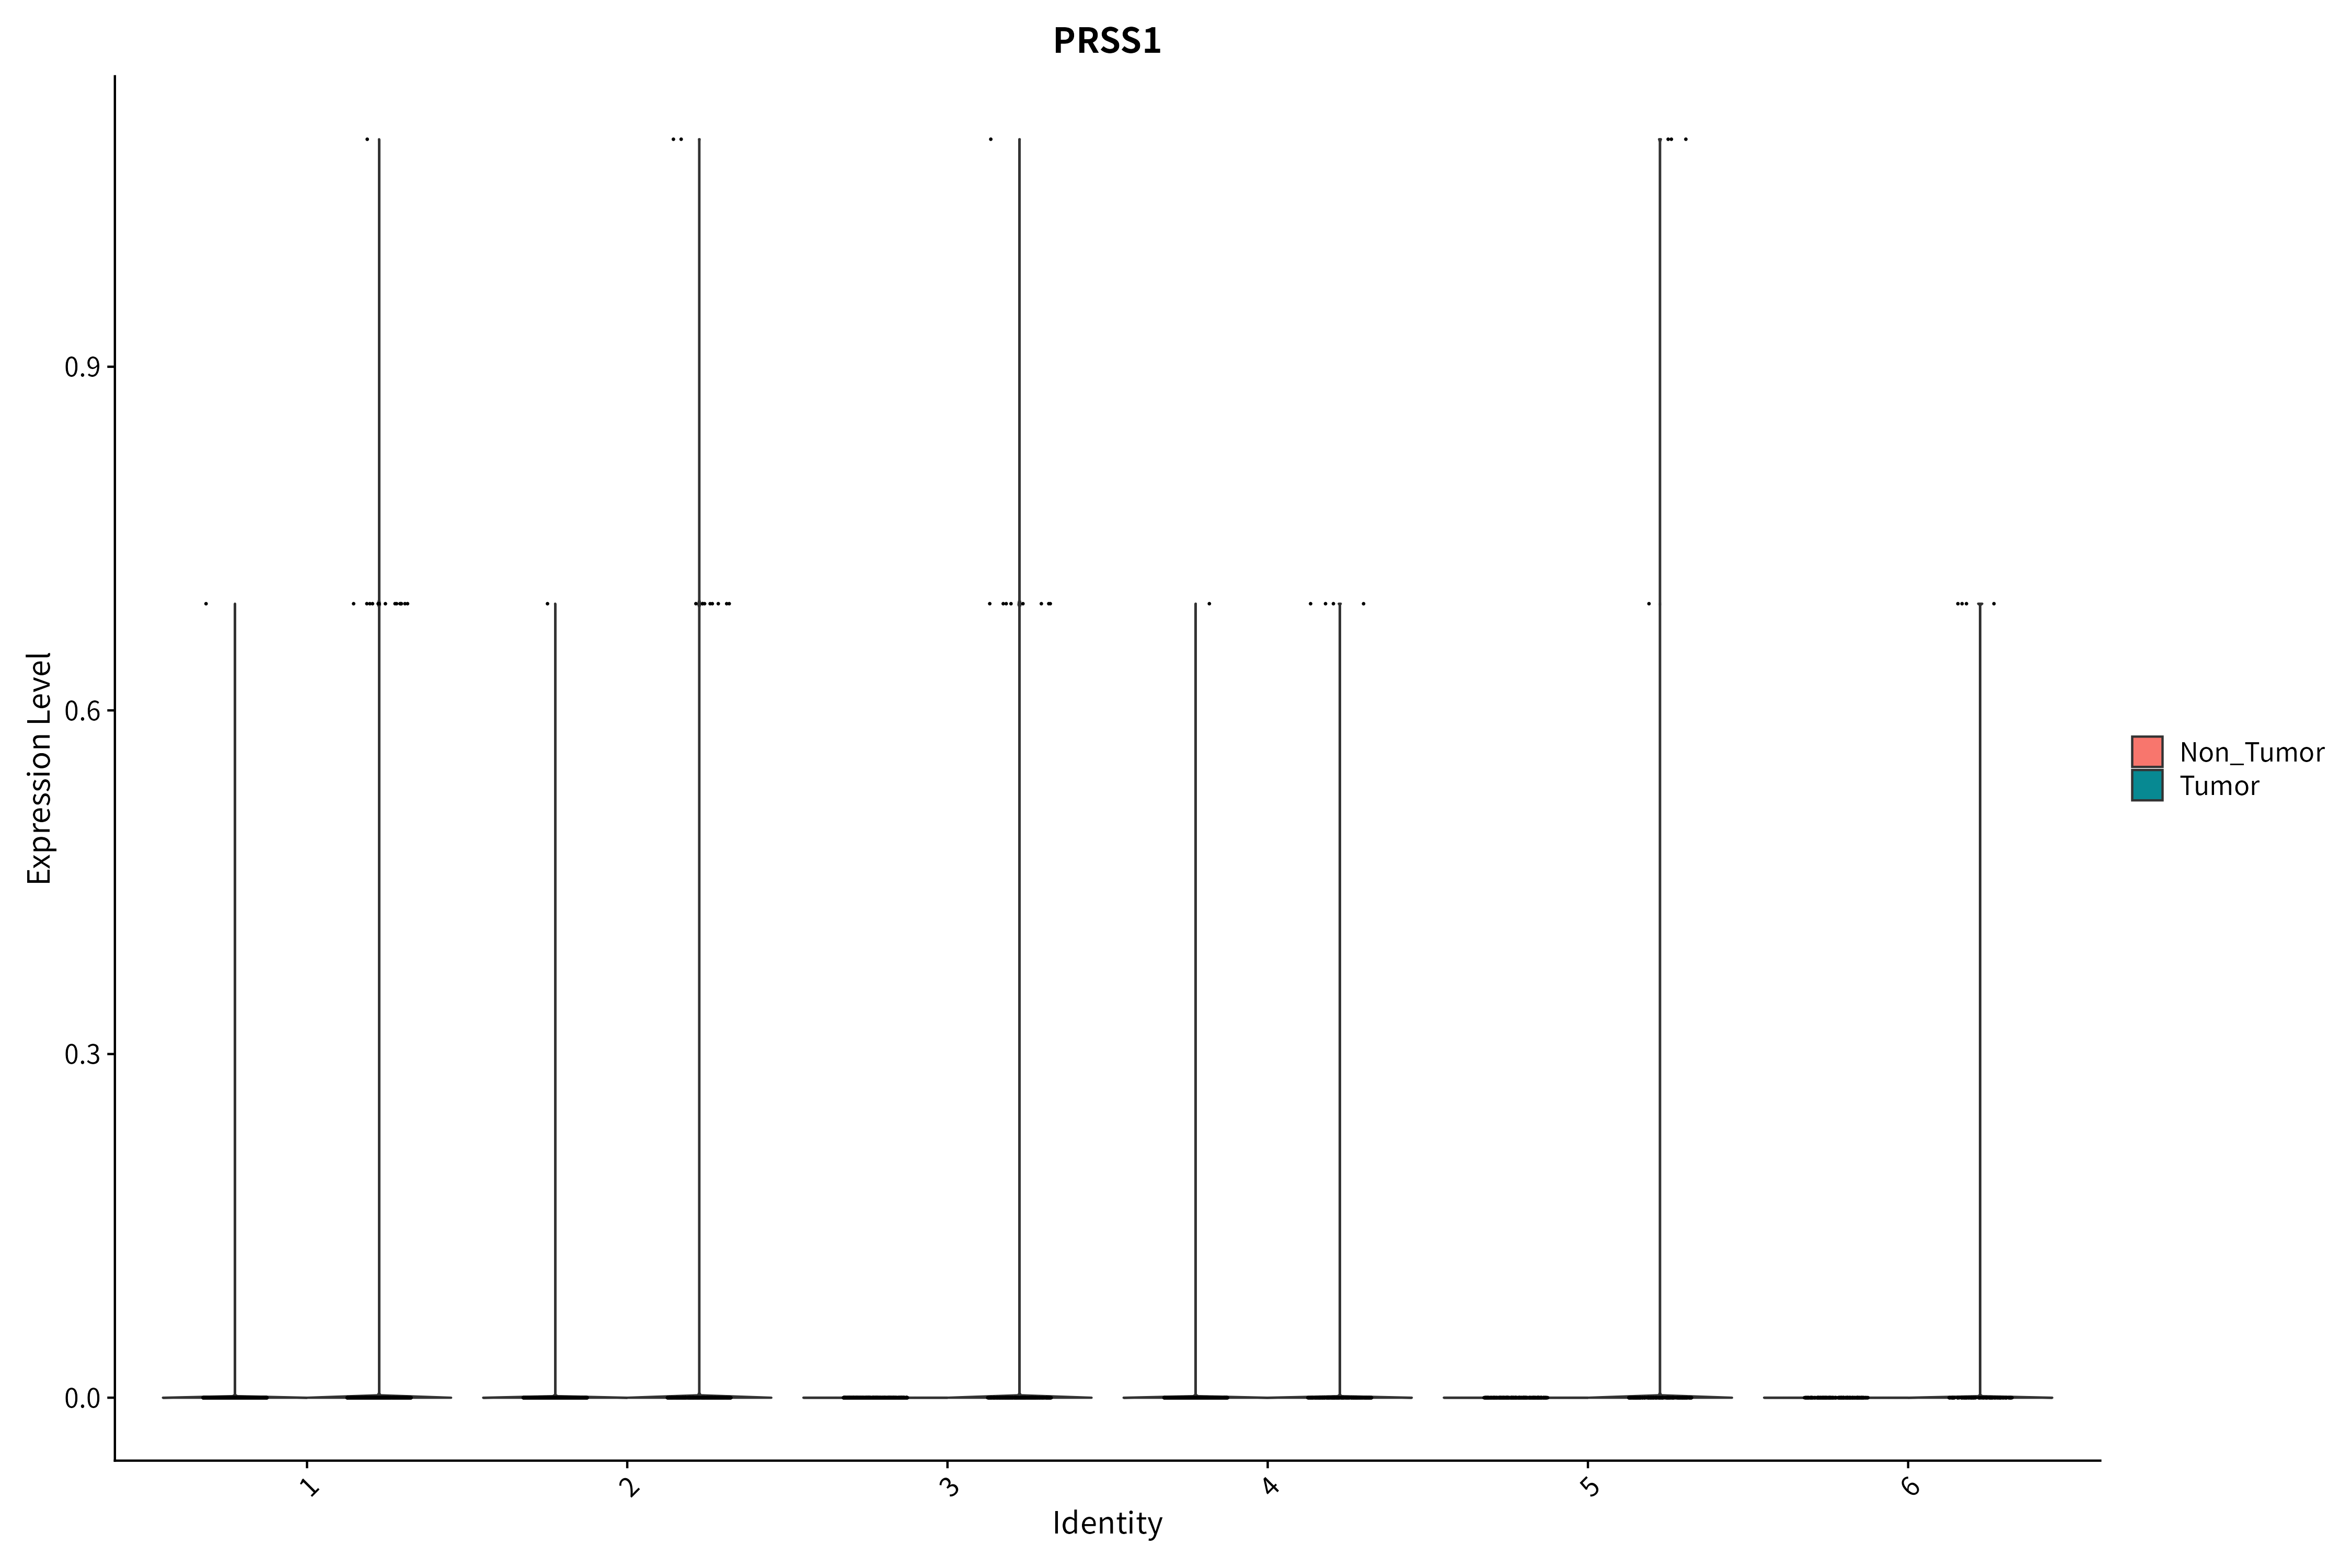 PRSS1
Expression Level
0.9
0.6
0.3
0.0
1
2
3
4
5
6
Identity
Non_Tumor
Tumor